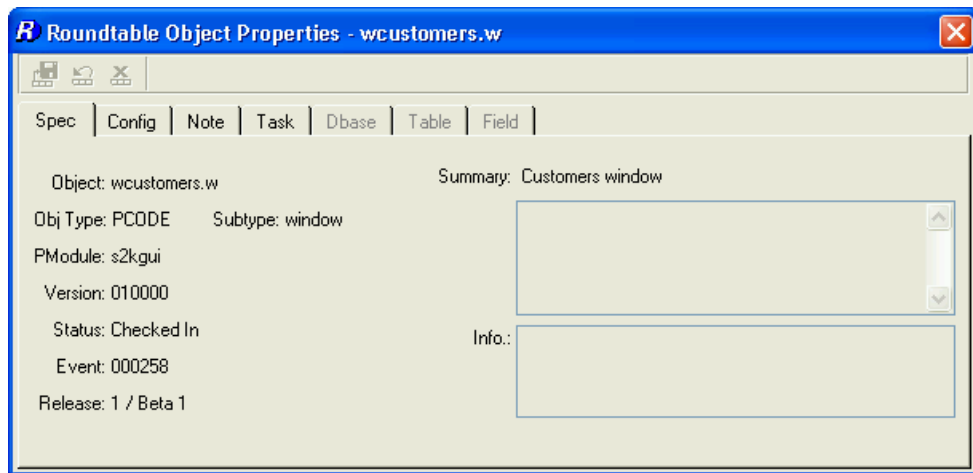 R Roundtable Object Properties - wcustomers.w
Spec Config Note Task Dbase Table Field
Object: wcustomers.w
Summary: Customers window
Obj Type: PCODE Subtype: window
PModule: s2kgui
Version: 010000
Status: Checked In
Info.:
Event: 000258
Release: 1 / Beta 1